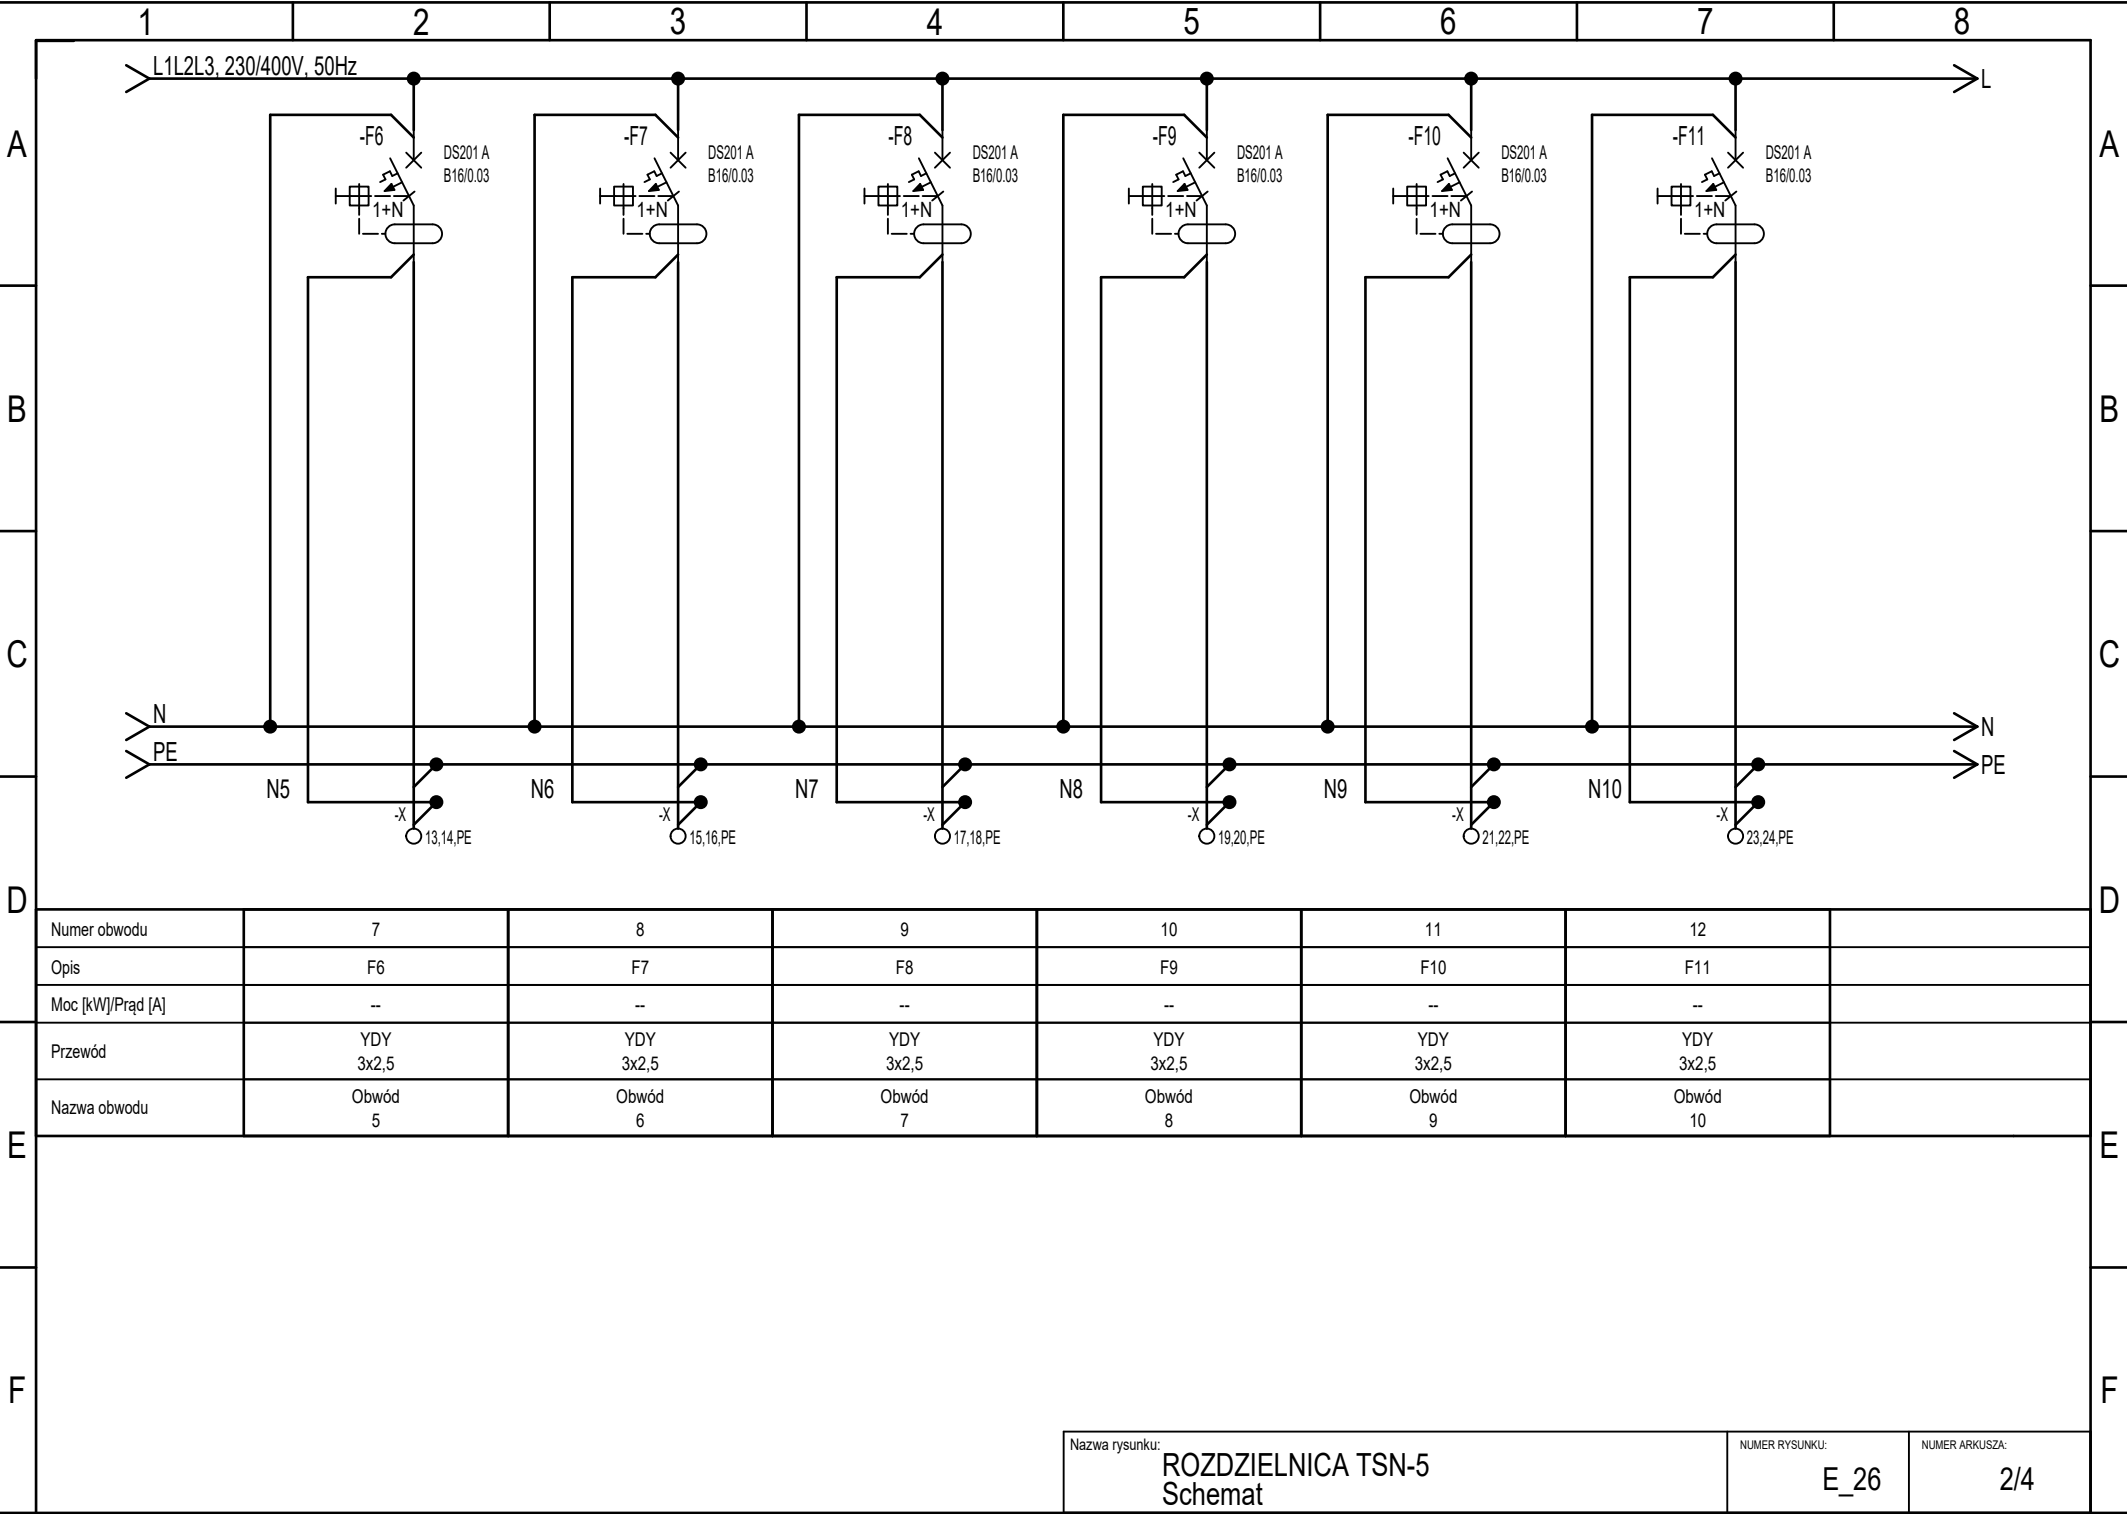 1 2 3 4 5 6 7 8
L1L2L3, 230/400V, 50Hz
L
A A
-F6 -F7 -F8 -F9 -F10 -F11
DS201 A DS201 A DS201 A DS201 A DS201 A DS201 A
B16/0.03 B16/0.03 B16/0.03 B16/0.03 B16/0.03 B16/0.03
1+N 1+N 1+N 1+N 1+N 1+N
B B
C C
N N
PE PE
N5 N6 N7 N8 N9 N10
-X -X -X -X -X -X
13,14,PE 15,16,PE 17,18,PE 19,20,PE 21,22,PE 23,24,PE
D D
Numer obwodu 7 8 9 10 11 12
Opis F6 F7 F8 F9 F10 F11
Moc [kW]/Prąd [A] -- -- -- -- -- --
Przewód
YDY YDY YDY YDY YDY YDY
3x2,5 3x2,5 3x2,5 3x2,5 3x2,5 3x2,5
Nazwa obwodu
Obwód Obwód Obwód Obwód Obwód Obwód
5 6 7 8 9 10
E E
F F
Nazwa rysunku:
ROZDZIELNICA TSN-5
Schemat
NUMER RYSUNKU:
E_26
NUMER ARKUSZA:
2/4